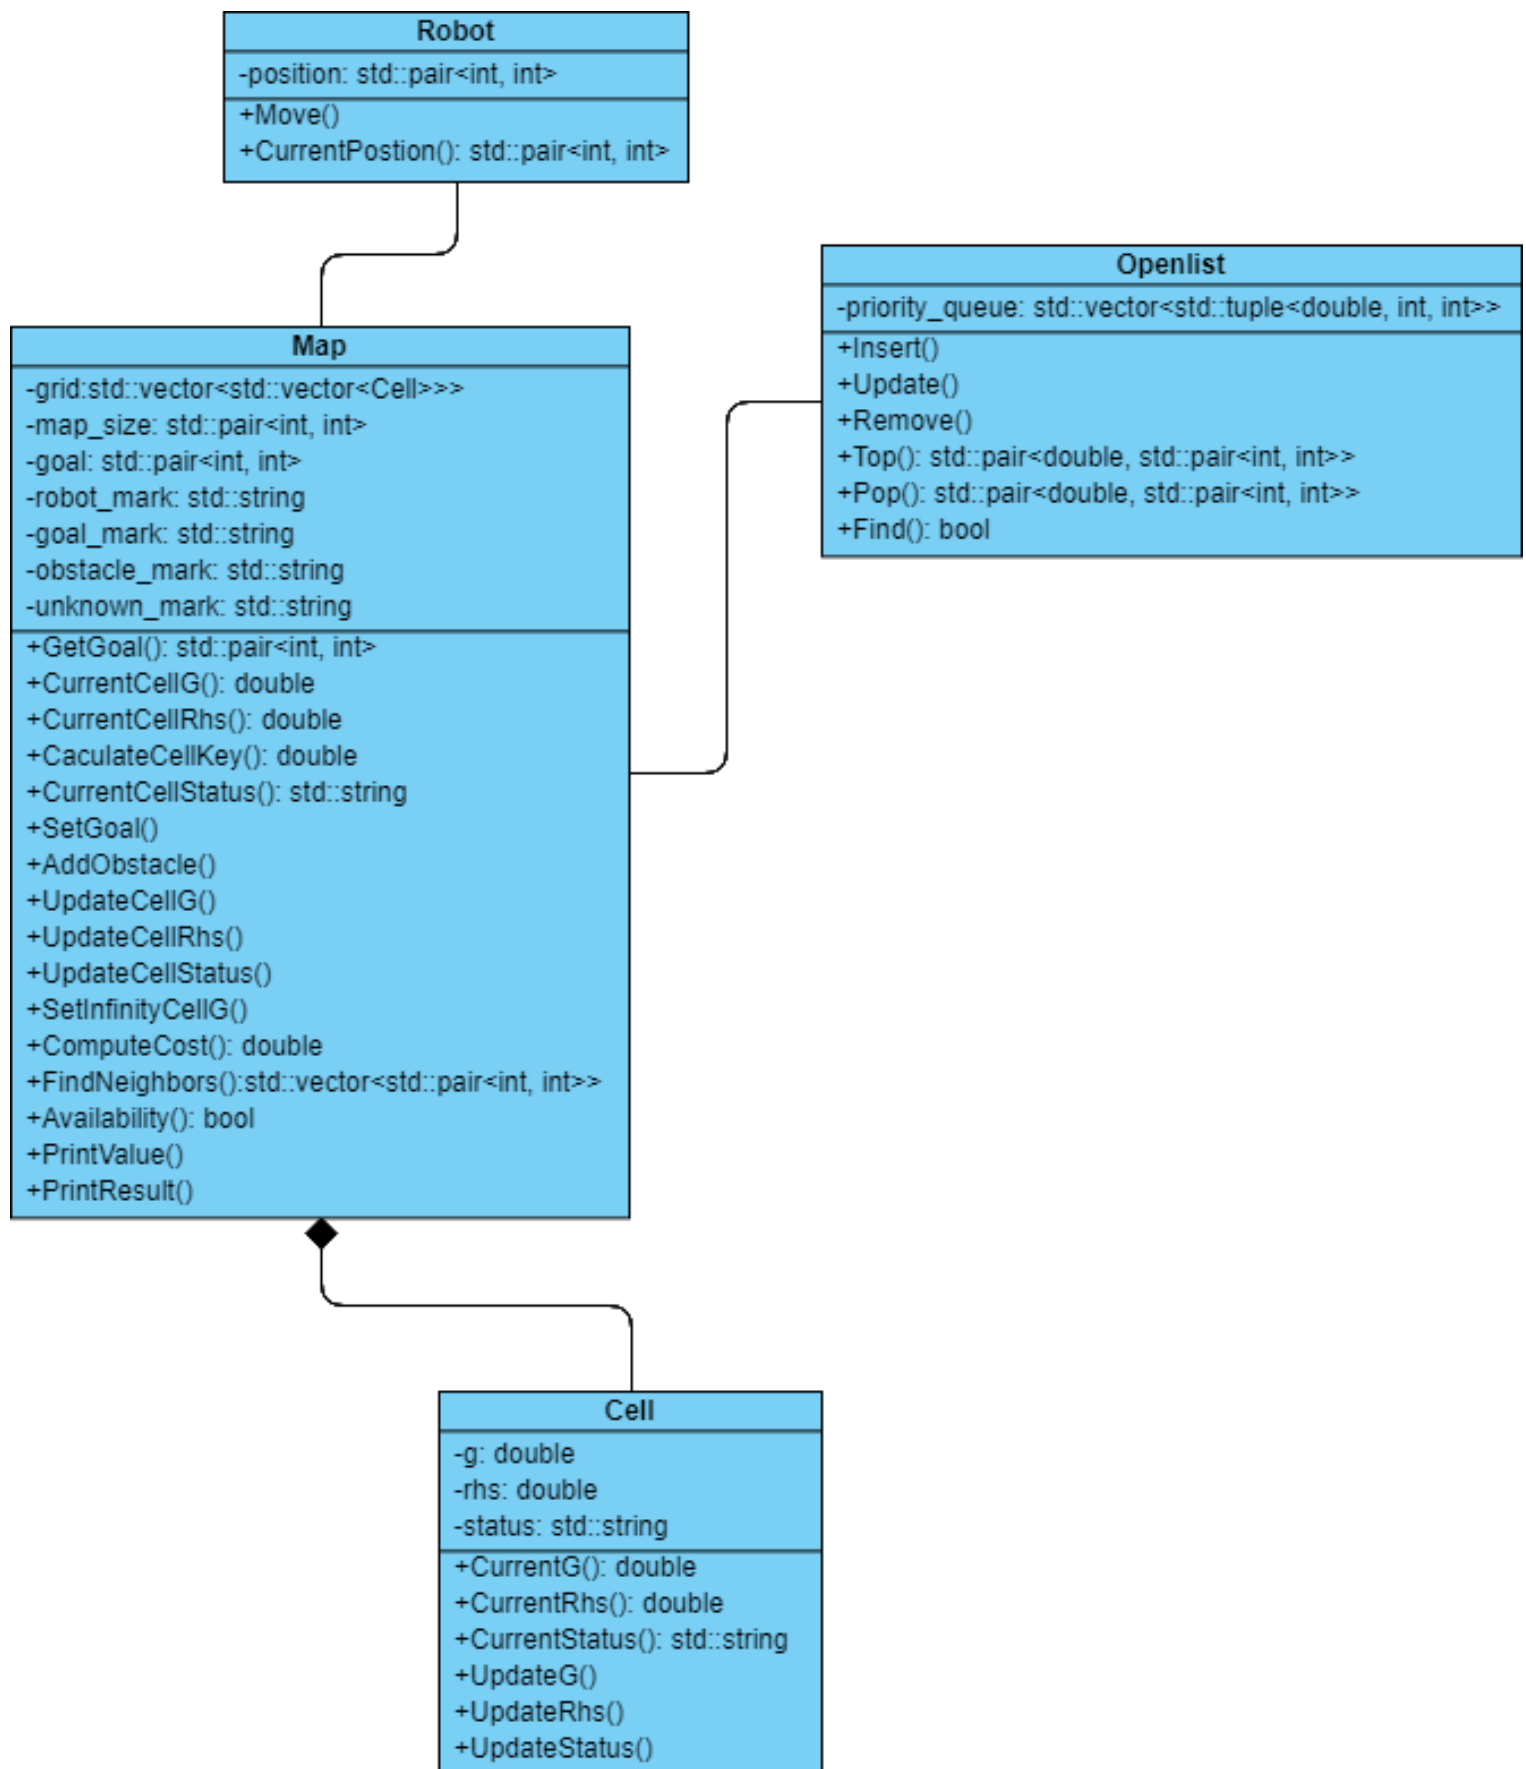 Robot
-position: std::pair<int, int>
+Move()
+CurrentPostion(): std::pair<int, int>
Openlist
-priority_queue: std::vector<std::tuple<double, int, int>>
+Insert()
+Update()
+Remove()
+Top(): std::pair<double, std::pair<int, int>>
+Pop(): std::pair<double, std::pair<int, int>>
+Find(): bool
Map
-grid:std::vector<std::vector<Cell>>>
-map_size: std::pair<int, int>
-goal: std::pair<int, int>
-robot_mark: std::string
-goal_mark: std::string
-obstacle_mark: std::string
-unknown_mark: std::string
+GetGoal(): std::pair<int, int>
+CurrentCellG(): double
+CurrentCellRhs(): double
+CaculateCellKey(): double
+CurrentCellStatus(): std::string
+SetGoal()
+AddObstacle()
+UpdateCellG()
+UpdateCellRhs()
+UpdateCellStatus()
+SetInfinityCellG()
+ComputeCost(): double
+FindNeighbors():std::vector<std::pair<int, int>>
+Availability(): bool
+PrintValue()
+PrintResult()
Cell
-g: double
-rhs: double
-status: std::string
+CurrentG(): double
+CurrentRhs(): double
+CurrentStatus(): std::string
+UpdateG()
+UpdateRhs()
+UpdateStatus()